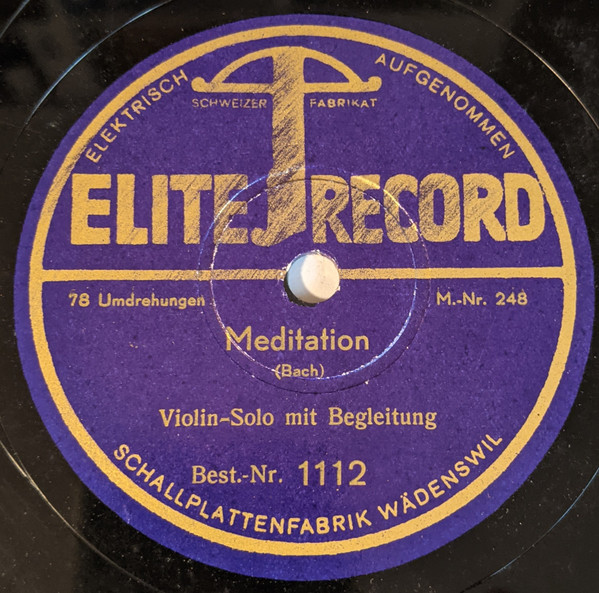 ELEKTRISCH AUFGENOMMEN
SCHWEIZER FABRIKAT
ELITE RECORD
78 Umdrehungen
M.-Nr. 248
Meditation
(Bach)
Violin-Solo mit Begleitung
Best.-Nr. 1112
SCHALLPLATTENFABRIK WÄDENSWIL